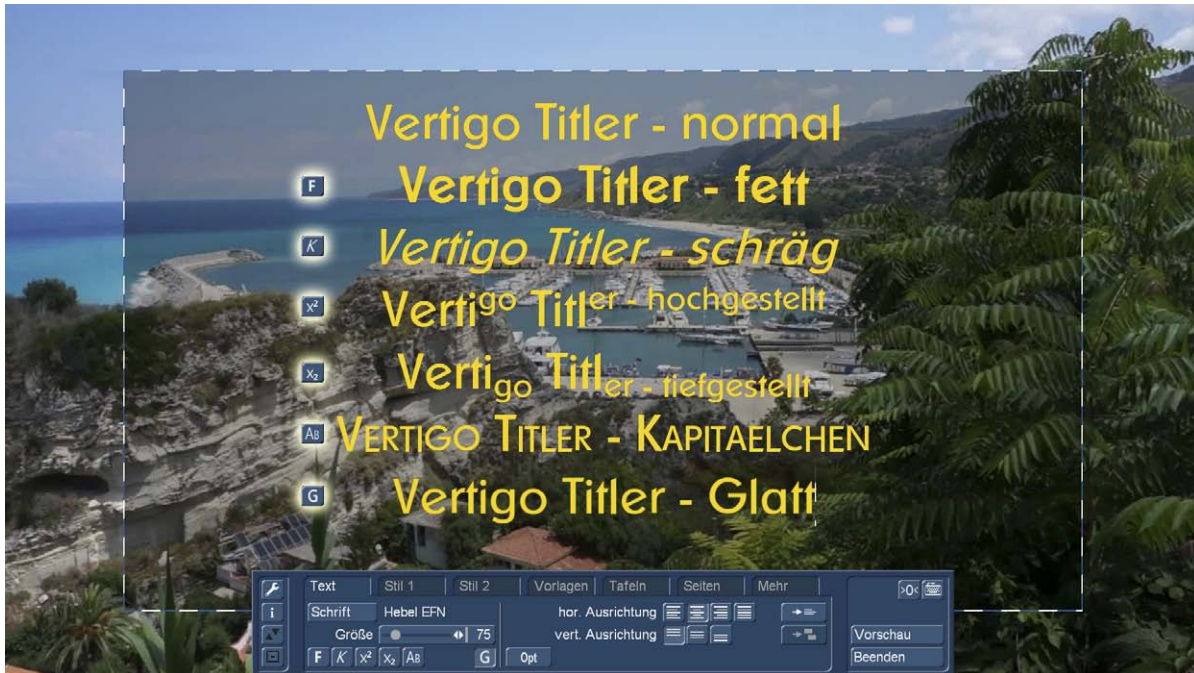 Vertigo Titler - normal
F Vertigo Titler - fett
K Vertigo Titler - schräg
x² Vertigo Titler - hochgestellt
x₂ Vertigo Titler - tiefgestellt
AB VERTIGO TITLER - KAPITAELCHEN
G Vertigo Titler - Glatt
Text Stil 1 Stil 2 Vorlagen Tafeln Seiten Mehr >0<
i Schrift Hebel EFN hor. Ausrichtung
Größe 75 vert. Ausrichtung Vorschau
F K x² x₂ AB G Opt Beenden